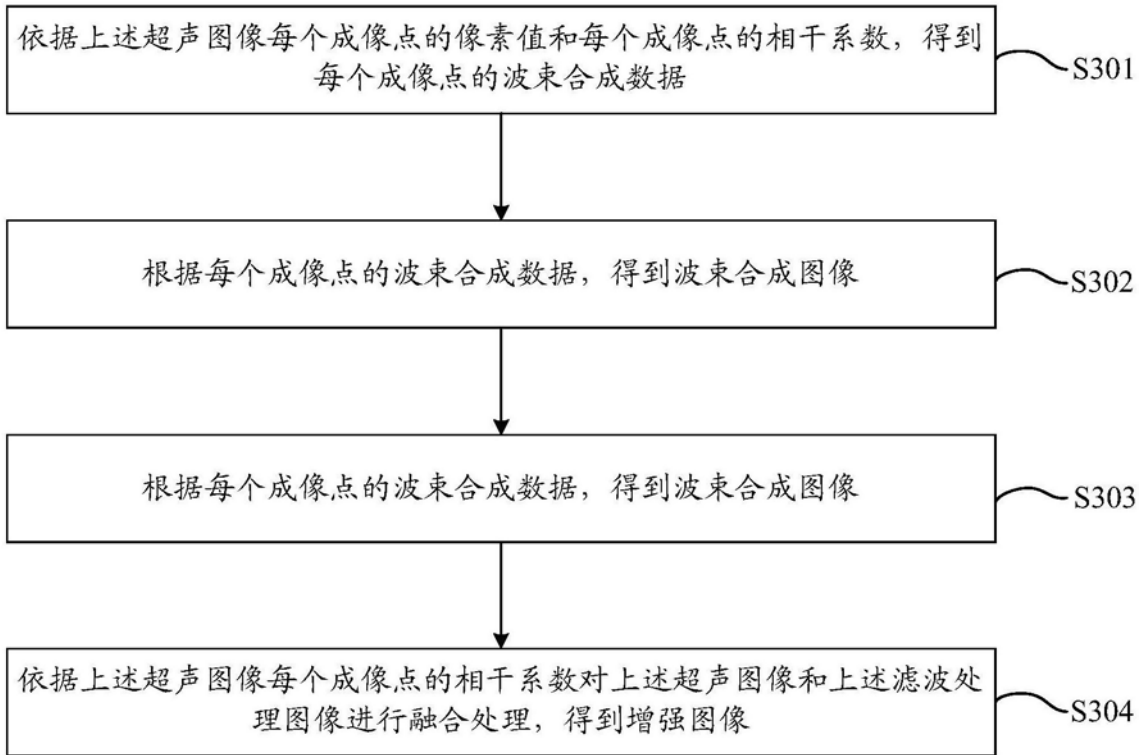 依据上述超声图像每个成像点的像素值和每个成像点的相干系数，得到
每个成像点的波束合成数据
S301
根据每个成像点的波束合成数据，得到波束合成图像
S302
根据每个成像点的波束合成数据，得到波束合成图像
S303
依据上述超声图像每个成像点的相干系数对上述超声图像和上述滤波处
理图像进行融合处理，得到增强图像
S304